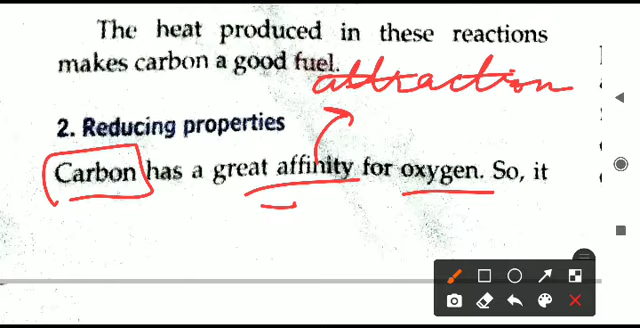 The heat produced in these reactions
makes carbon a good fuel.
attraction
2. Reducing properties
Carbon has a great affinity for oxygen. So, it